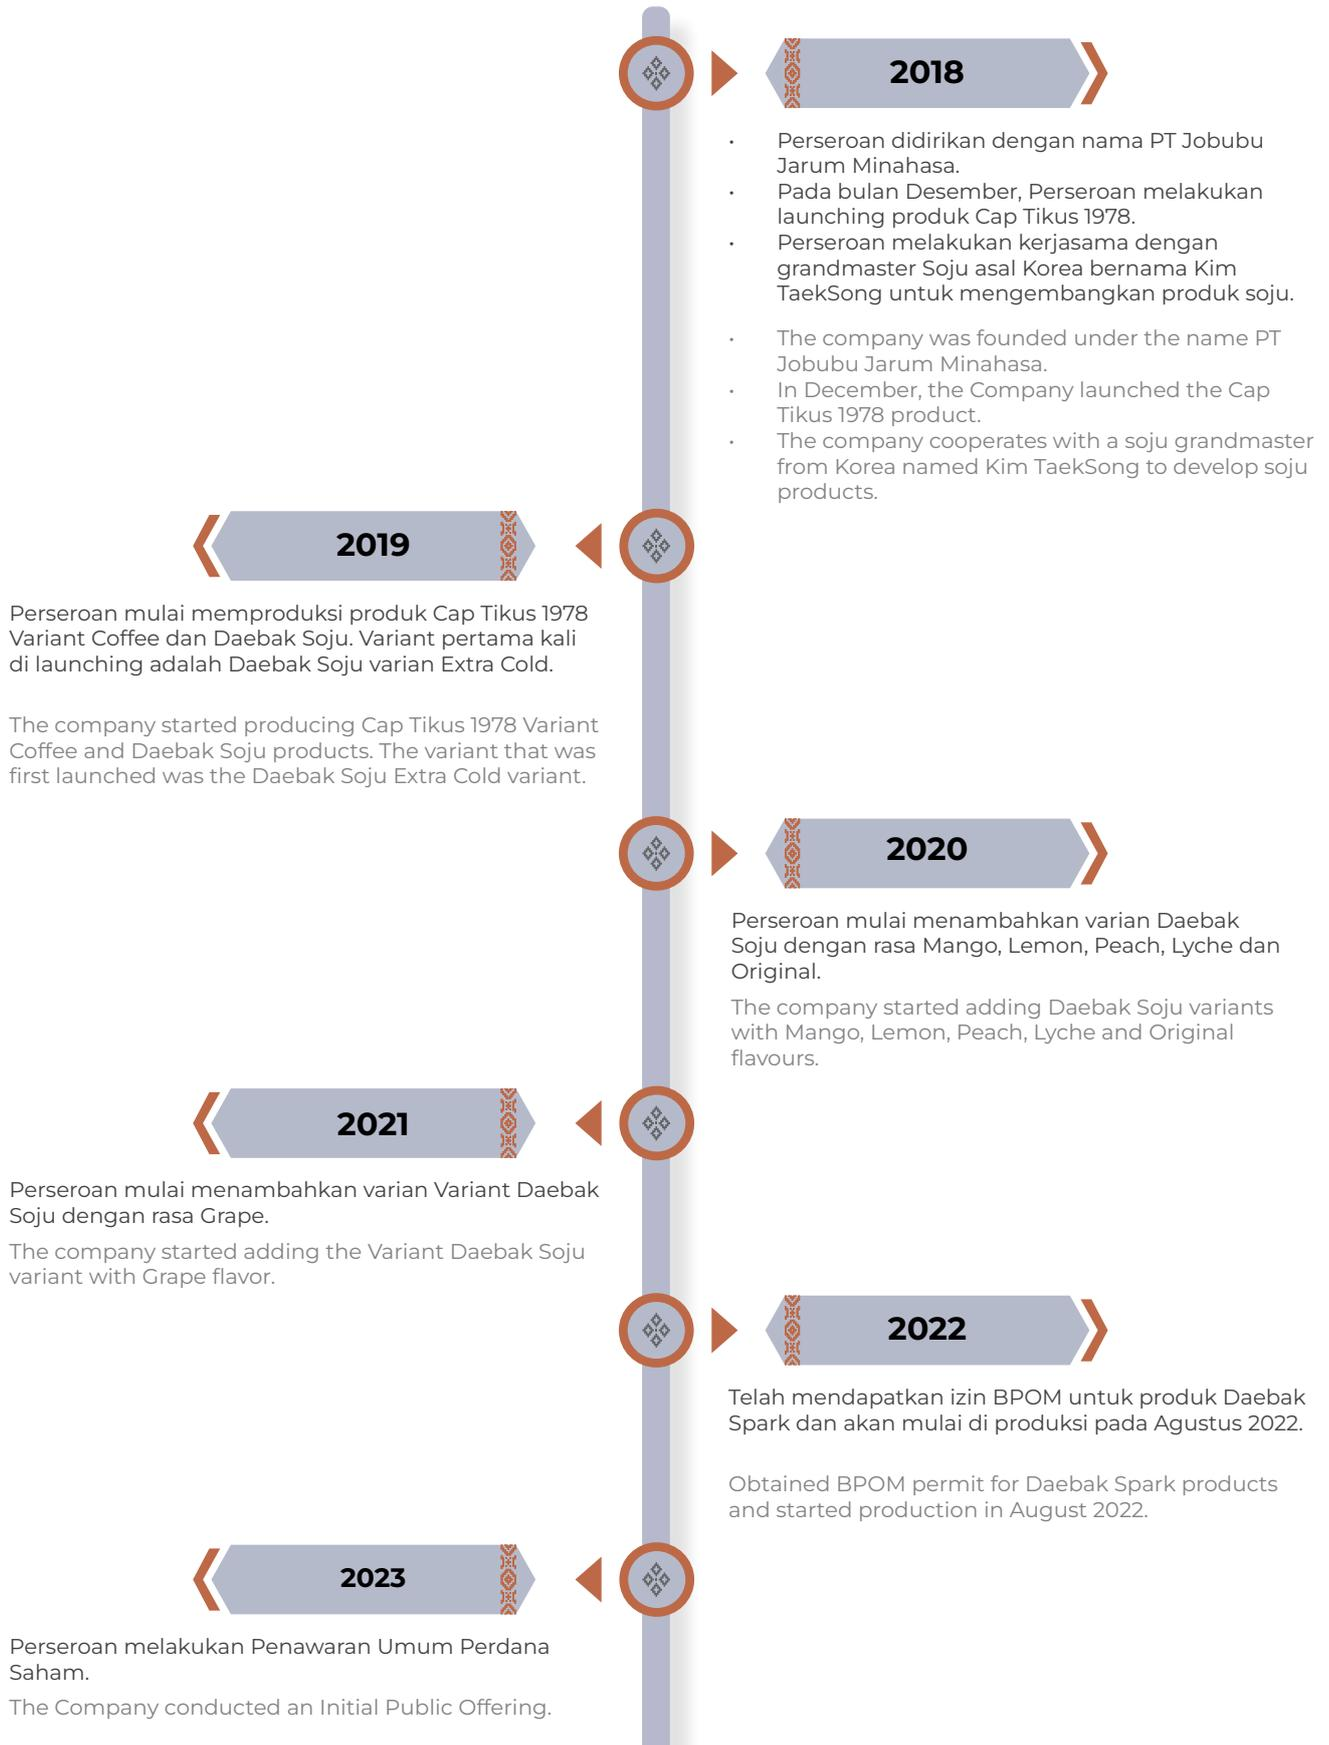 2018
• Perseroan didirikan dengan nama PT Jobubu
Jarum Minahasa.
• Pada bulan Desember, Perseroan melakukan
launching produk Cap Tikus 1978.
• Perseroan melakukan kerjasama dengan
grandmaster Soju asal Korea bernama Kim
TaekSong untuk mengembangkan produk soju.
• The company was founded under the name PT
Jobubu Jarum Minahasa.
• In December, the Company launched the Cap
Tikus 1978 product.
• The company cooperates with a soju grandmaster
from Korea named Kim TaekSong to develop soju
products.
2019
Perseroan mulai memproduksi produk Cap Tikus 1978
Variant Coffee dan Daebak Soju. Variant pertama kali
di launching adalah Daebak Soju varian Extra Cold.
The company started producing Cap Tikus 1978 Variant
Coffee and Daebak Soju products. The variant that was
first launched was the Daebak Soju Extra Cold variant.
2020
Perseroan mulai menambahkan varian Daebak
Soju dengan rasa Mango, Lemon, Peach, Lyche dan
Original.
The company started adding Daebak Soju variants
with Mango, Lemon, Peach, Lyche and Original
flavours.
2021
Perseroan mulai menambahkan varian Variant Daebak
Soju dengan rasa Grape.
The company started adding the Variant Daebak Soju
variant with Grape flavor.
2022
Telah mendapatkan izin BPOM untuk produk Daebak
Spark dan akan mulai di produksi pada Agustus 2022.
Obtained BPOM permit for Daebak Spark products
and started production in August 2022.
2023
Perseroan melakukan Penawaran Umum Perdana
Saham.
The Company conducted an Initial Public Offering.